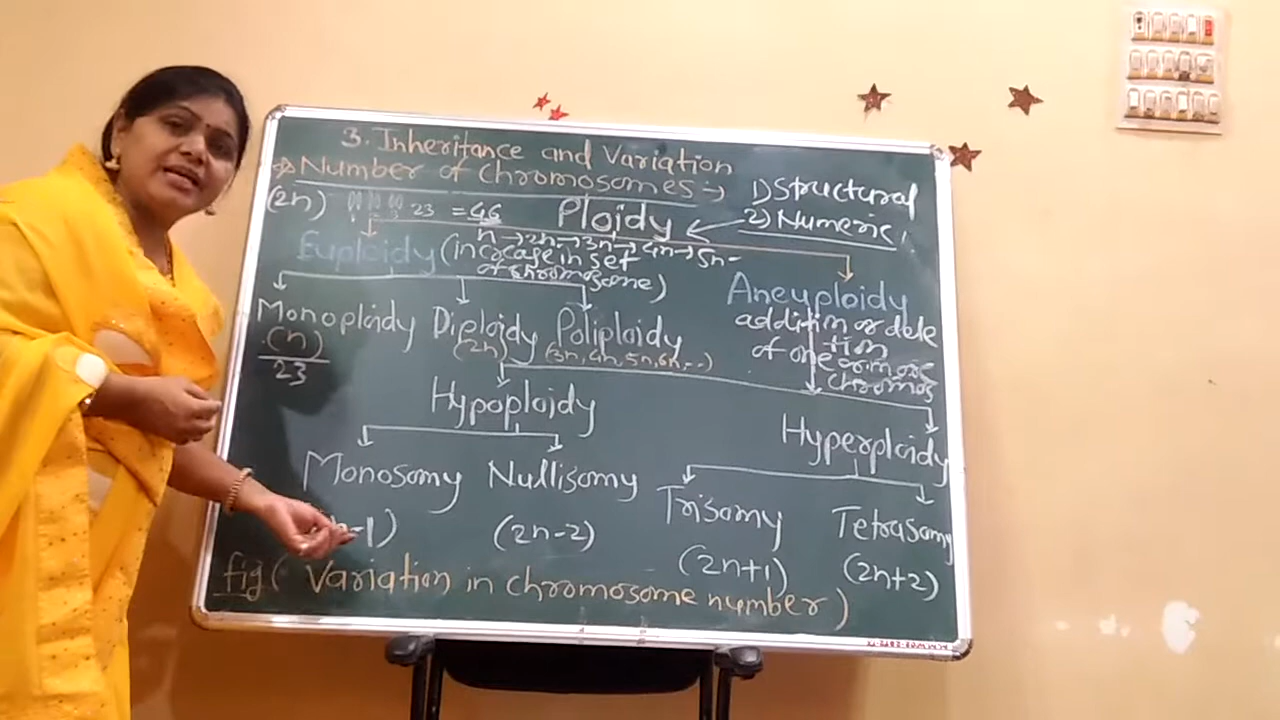 3. Inheritance and Variation
Number of chromosomes :→
1) Structural
2) Numeric
(2n) 23 = 46
Ploidy
n → 2n → 3n → 4n → 5n -
Euploidy (increase in set
of chromosome)
Aneuploidy
addition or dele
tion
of one or more
chromos
Monoploidy Diploidy Poliploidy
(n) (2n) (3n, 4n, 5n, 6n, - -)
23
Hypoploidy
Hyperploidy
Monosomy Nullisomy Trisomy Tetrasomy
-1) (2n-2) (2n+1) (2n+2)
fig ( Variation in chromosome number )